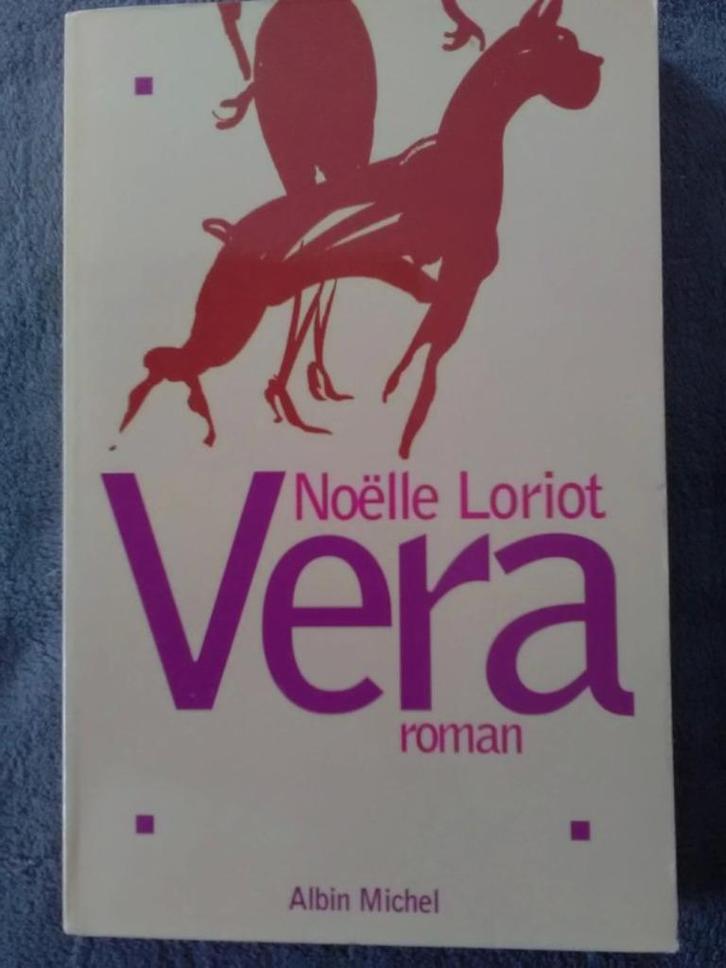 Noëlle Loriot
Vera
roman
Albin Michel